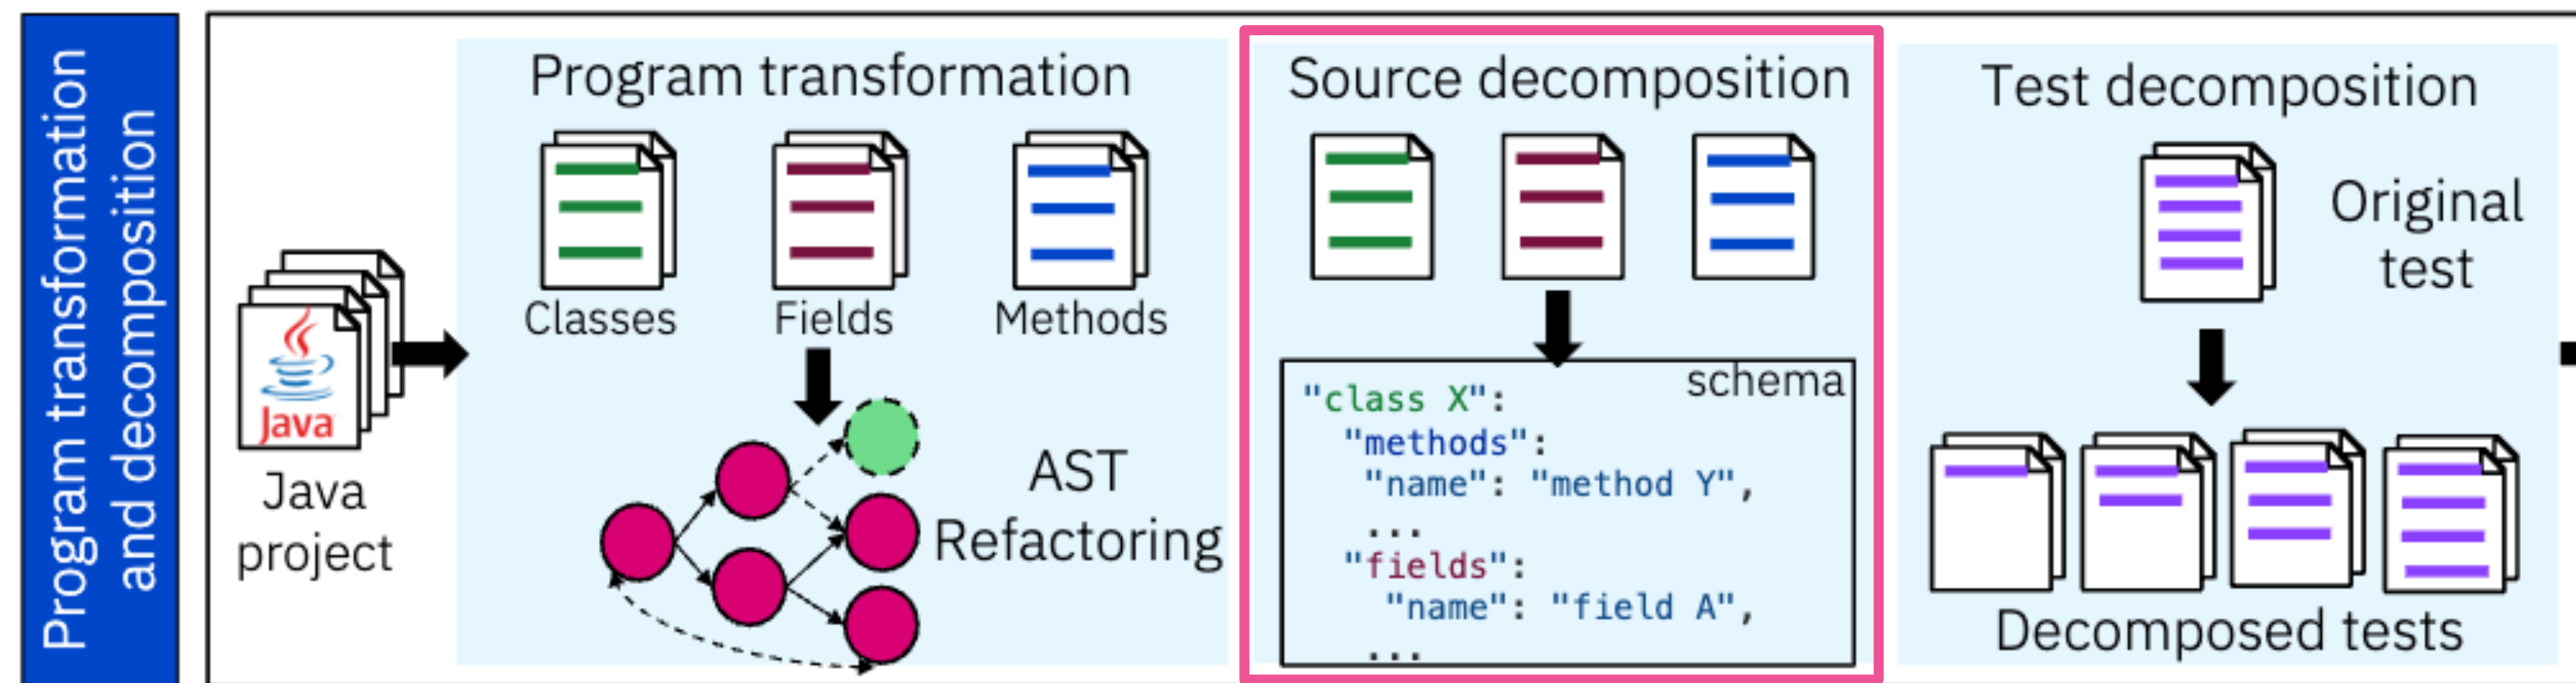 Program transformation
and decomposition
Java
Java
project
Program transformation
Classes
Fields
Methods
AST
Refactoring
Source decomposition
schema
"class X":
"methods":
"name": "method Y",
...
"fields":
"name": "field A",
...
Test decomposition
Original
test
Decomposed tests